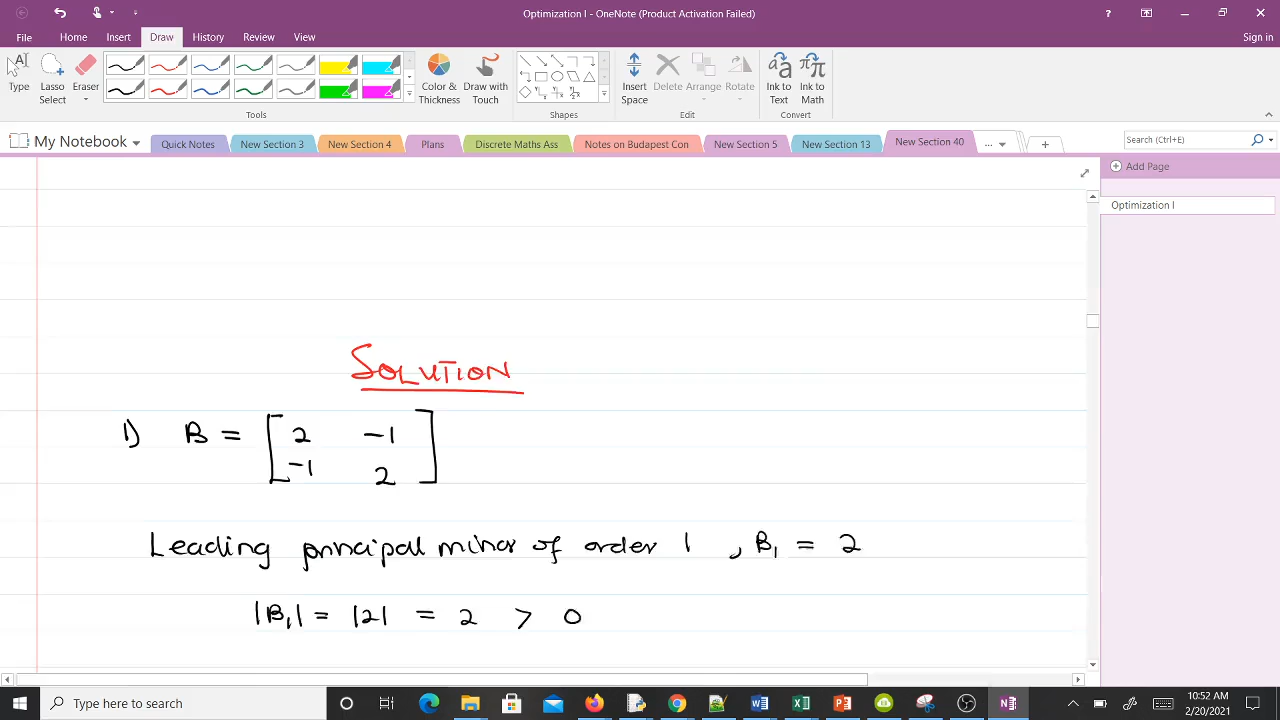 Optimization I - OneNote (Product Activation Failed)
File Home Insert Draw History Review View Sign in
Type Lasso Select Eraser Color & Thickness Draw with Touch Insert Space Delete Arrange Rotate Ink to Text Ink to Math
Tools Shapes Edit Convert
My Notebook Quick Notes New Section 3 New Section 4 Plans Discrete Maths Ass Notes on Budapest Con New Section 5 New Section 13 New Section 40 ... Search (Ctrl+E)
Add Page
Optimization I
SOLUTION
1) B = [ 2 -1
-1 2 ]
Leading principal minor of order 1 , B₁ = 2
|B₁| = |2| = 2 > 0
Type here to search
10:52 AM
2/20/2021